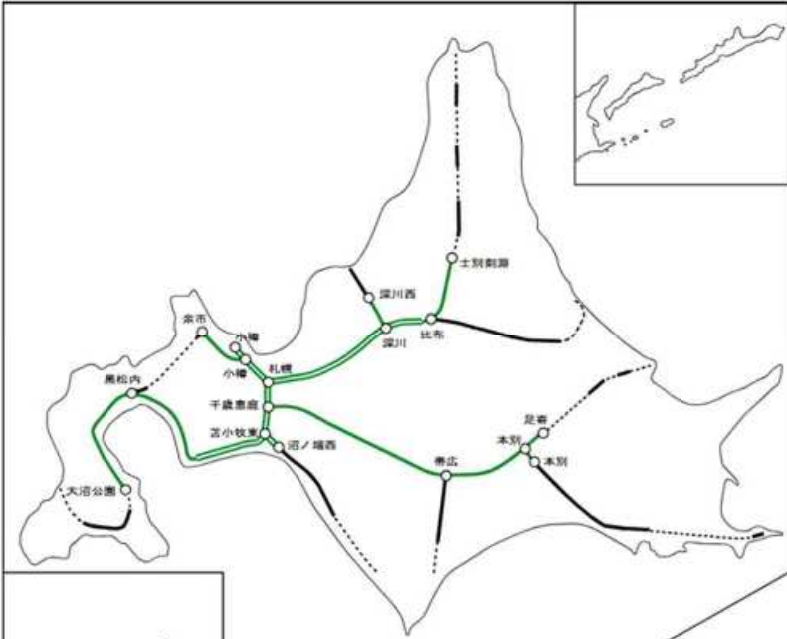 士別剣淵
深川西
余市
小樽
深川
比布
小樽
札幌
黒松内
千歳恵庭
足寄
苫小牧東
沼ノ端西
本別
帯広
本別
大沼公園